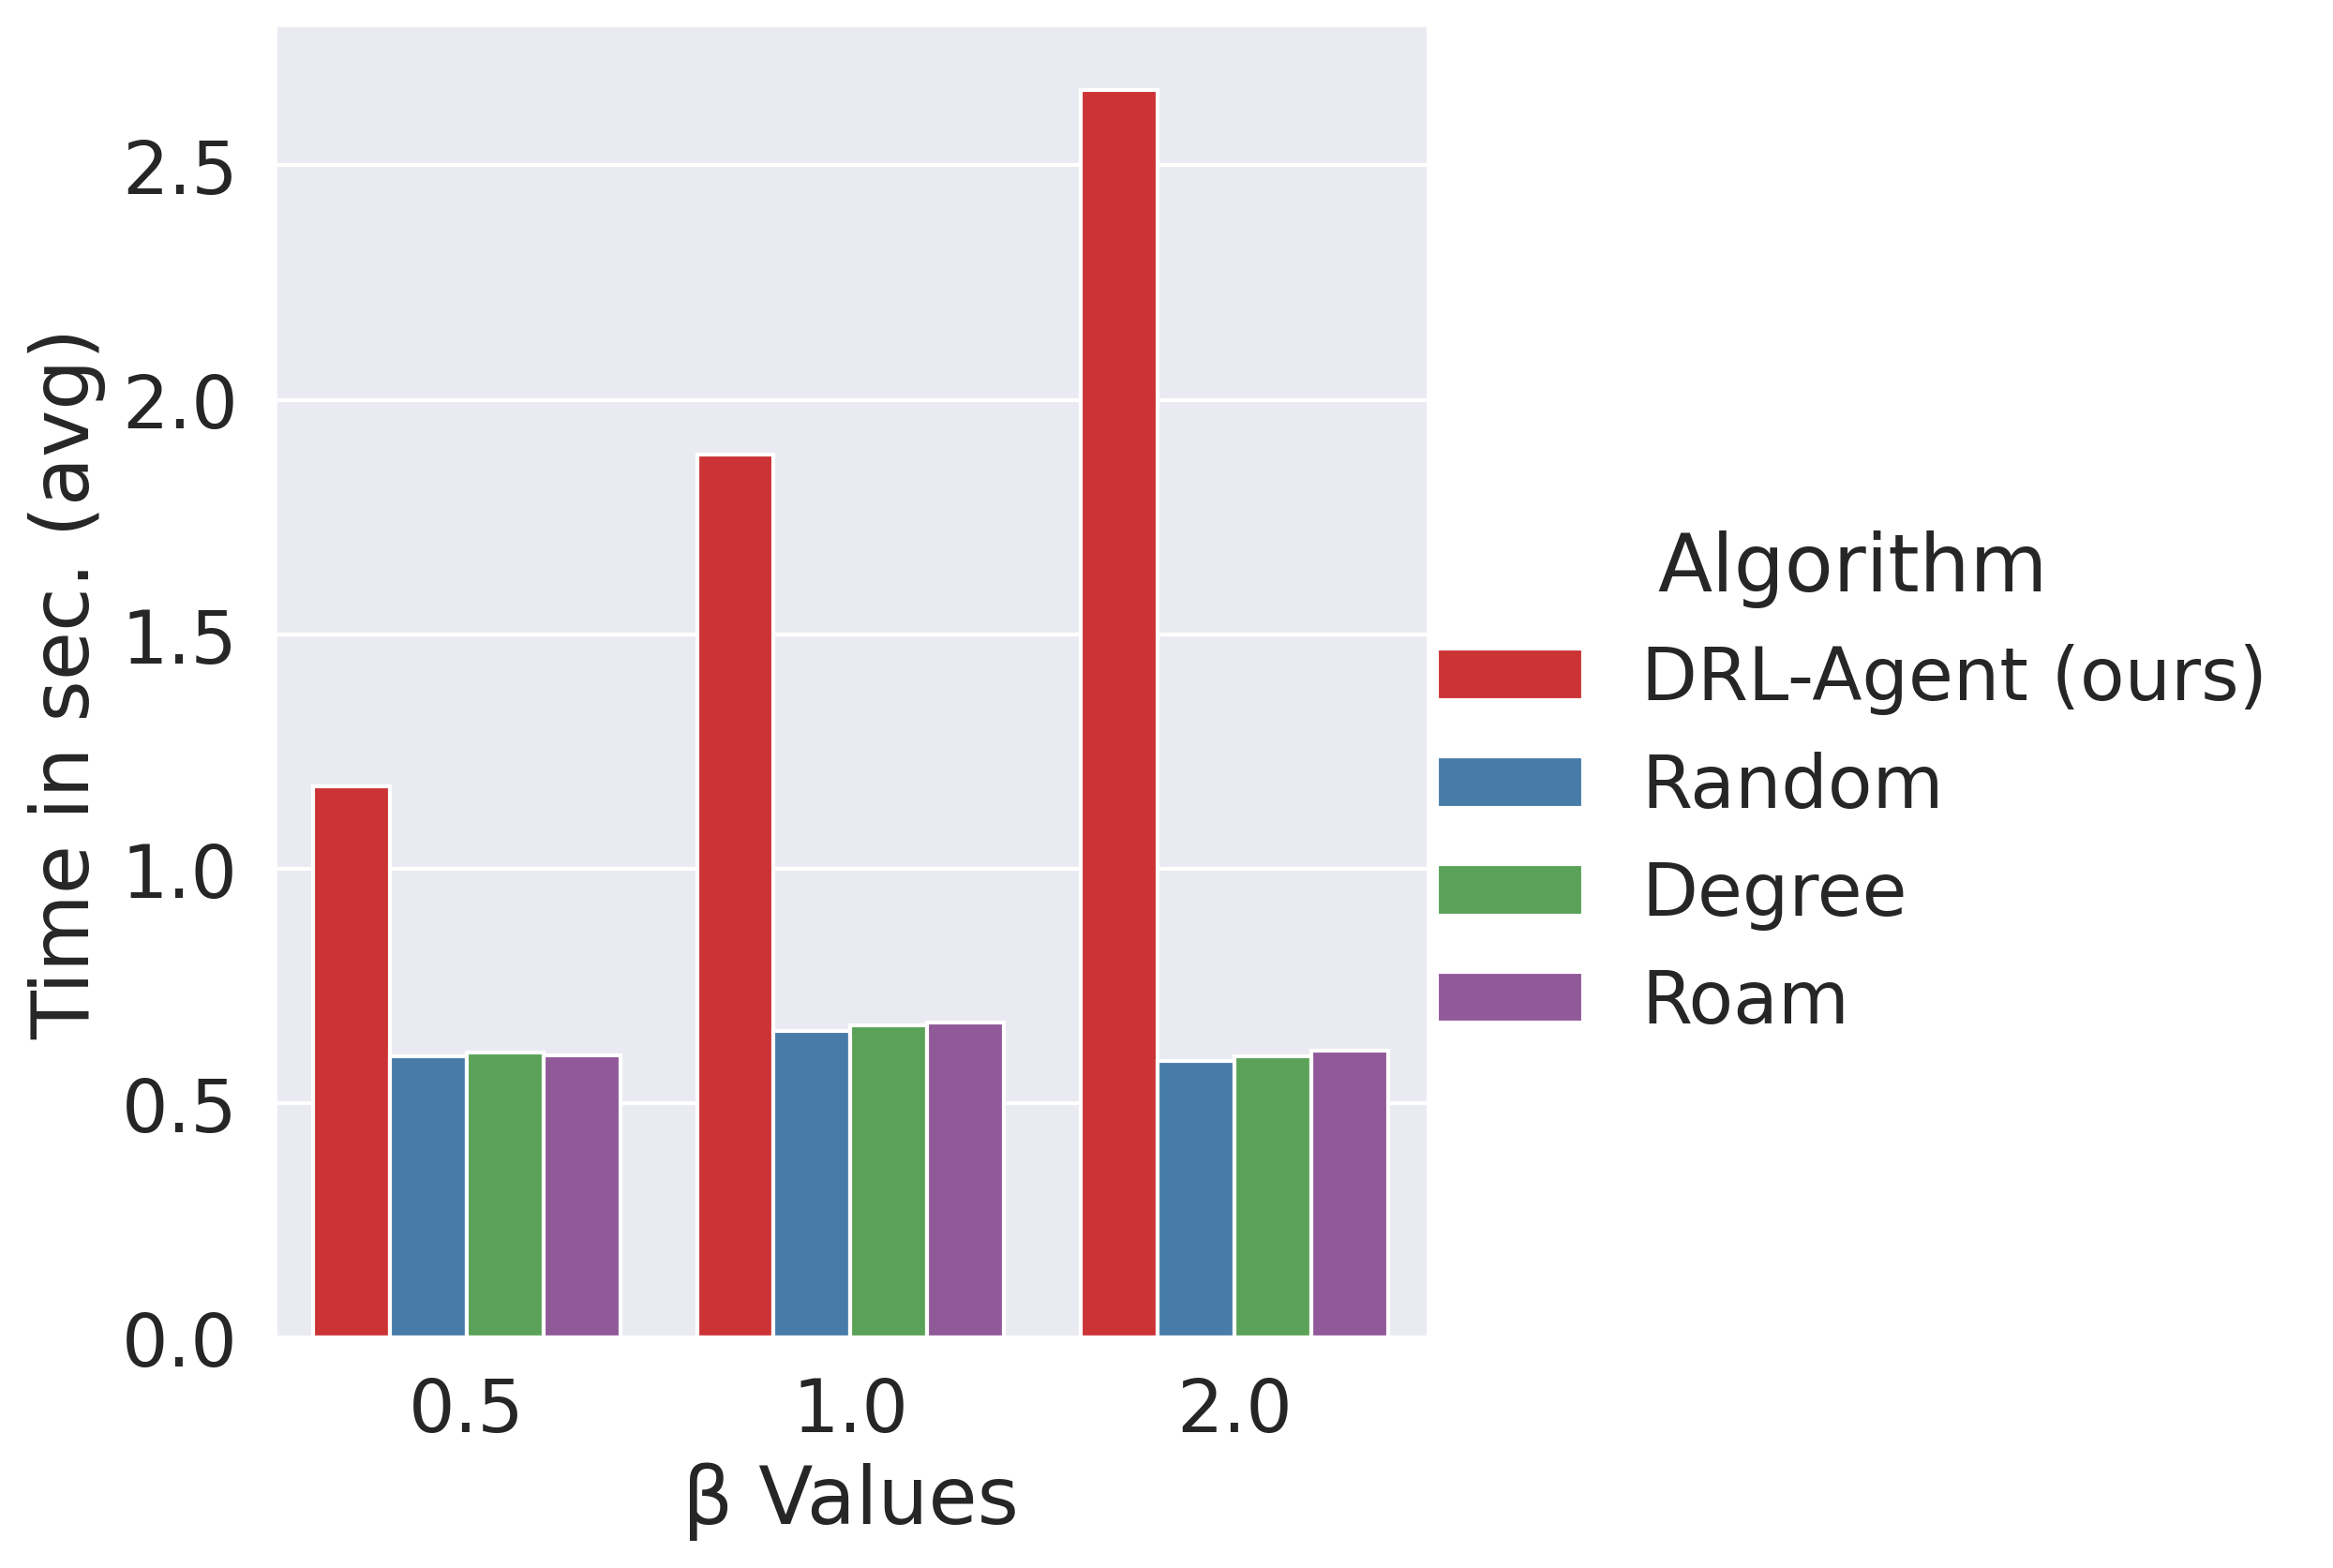 Time in sec. (avg)
2.5
2.0
1.5
1.0
0.5
0.0
0.5 1.0 2.0
β Values
Algorithm
DRL-Agent (ours)
Random
Degree
Roam